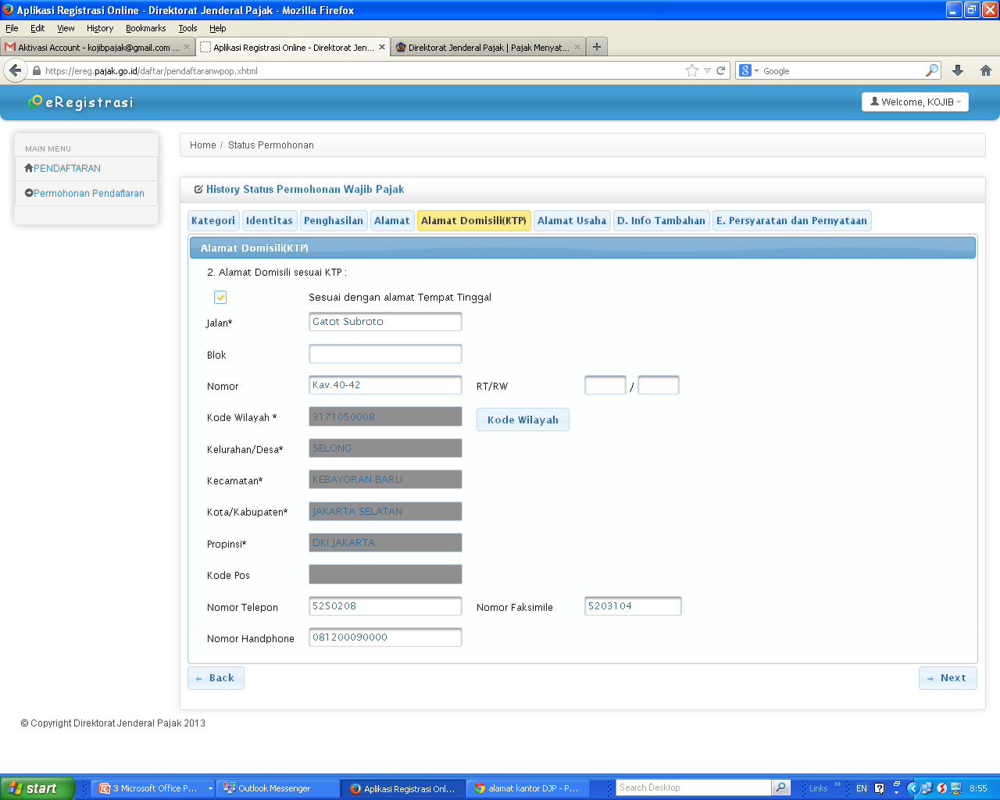 Aplikasi Registrasi Online - Direktorat Jenderal Pajak - Mozilla Firefox
File Edit View History Bookmarks Tools Help
Aktivasi Account - kojibpajak@gmail.com ... × Aplikasi Registrasi Online - Direktorat Jen... × Direktorat Jenderal Pajak | Pajak Menyat... × +
https://ereg.pajak.go.id/daftar/pendaftaranwpop.xhtml Google
eRegistrasi Welcome, KOJIB
MAIN MENU
PENDAFTARAN
Permohonan Pendaftaran
Home / Status Permohonan
History Status Permohonan Wajib Pajak
Kategori Identitas Penghasilan Alamat Alamat Domisili(KTP) Alamat Usaha D. Info Tambahan E. Persyaratan dan Pernyataan
Alamat Domisili(KTP)
2. Alamat Domisili sesuai KTP :
Sesuai dengan alamat Tempat Tinggal
Jalan* Gatot Subroto
Blok
Nomor Kav.40-42 RT/RW /
Kode Wilayah * 3171050008 Kode Wilayah
Kelurahan/Desa* SELONG
Kecamatan* KEBAYORAN BARU
Kota/Kabupaten* JAKARTA SELATAN
Propinsi* DKI JAKARTA
Kode Pos
Nomor Telepon 5250208 Nomor Faksimile 5203104
Nomor Handphone 081200090000
← Back → Next
© Copyright Direktorat Jenderal Pajak 2013
start 3 Microsoft Office P... Outlook Messenger Aplikasi Registrasi Onl... alamat kantor DJP - P... Search Desktop Links » EN 8:55